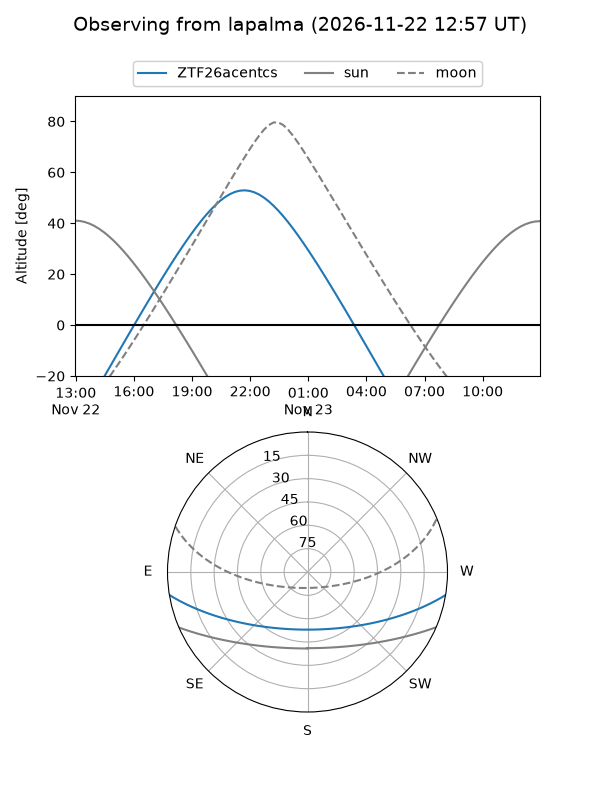 Observing from lapalma (2026-11-22 12:57 UT)
ZTF26acentcs sun moon
Altitude [deg]
80
60
40
20
0
−20
13:00 16:00 19:00 22:00 01:00 04:00 07:00 10:00
Nov 22 Nov 23
N
NE NW
15
30
45
60
75
E W
SE SW
S